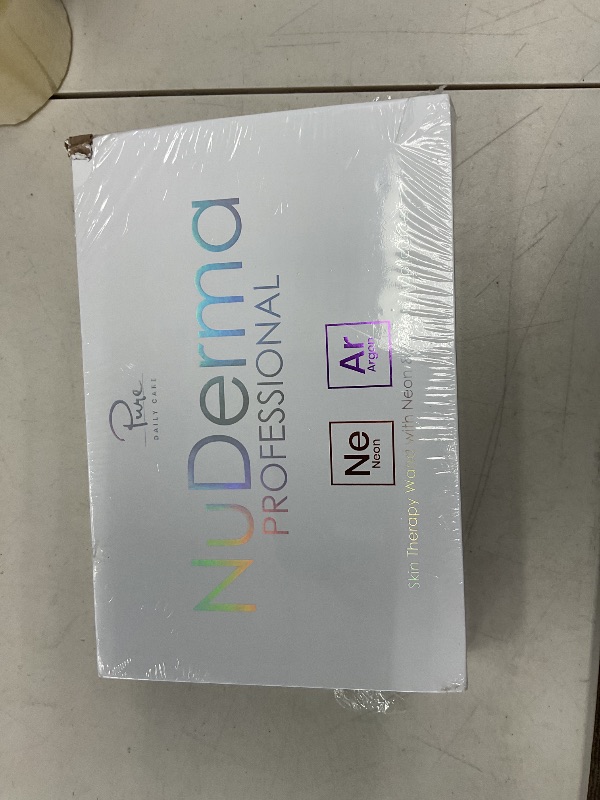 Pure
DAILY CARE
NuDerma
PROFESSIONAL
Ne
Neon
Ar
Argon
Skin Therapy Wand with Neon